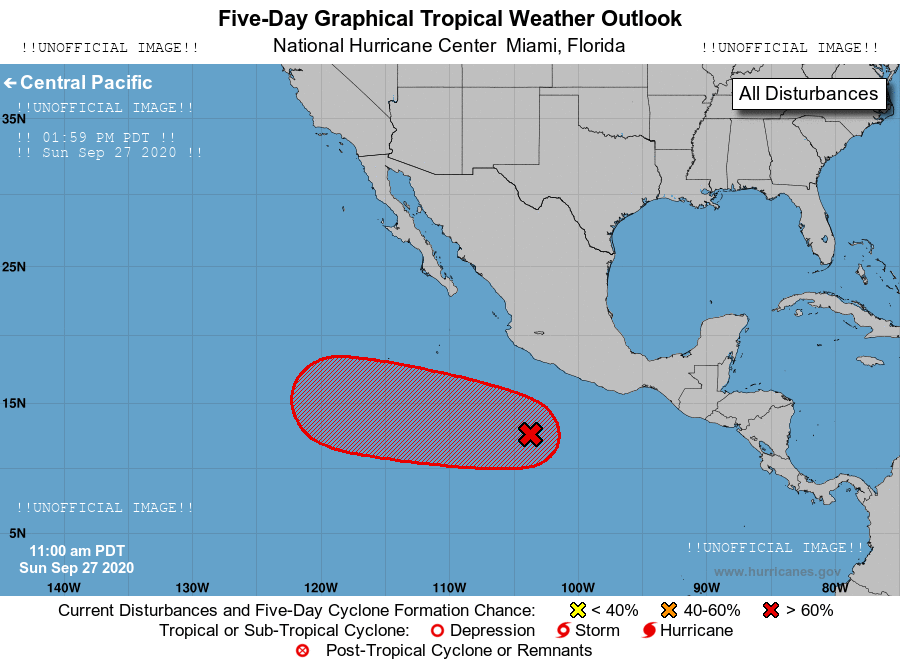 Five-Day Graphical Tropical Weather Outlook
!!UNOFFICIAL IMAGE!! National Hurricane Center  Miami, Florida !!UNOFFICIAL IMAGE!!
Central Pacific
All Disturbances
!!UNOFFICIAL IMAGE!!
35N
!! 01:59 PM PDT !!
!! Sun Sep 27 2020 !!
25N
15N
!!UNOFFICIAL IMAGE!!
5N
11:00 am PDT
Sun Sep 27 2020
!!UNOFFICIAL IMAGE!!
www.hurricanes.gov
140W 130W 120W 110W 100W 90W 80W
Current Disturbances and Five-Day Cyclone Formation Chance: < 40% 40-60% > 60%
Tropical or Sub-Tropical Cyclone: Depression Storm Hurricane
Post-Tropical Cyclone or Remnants